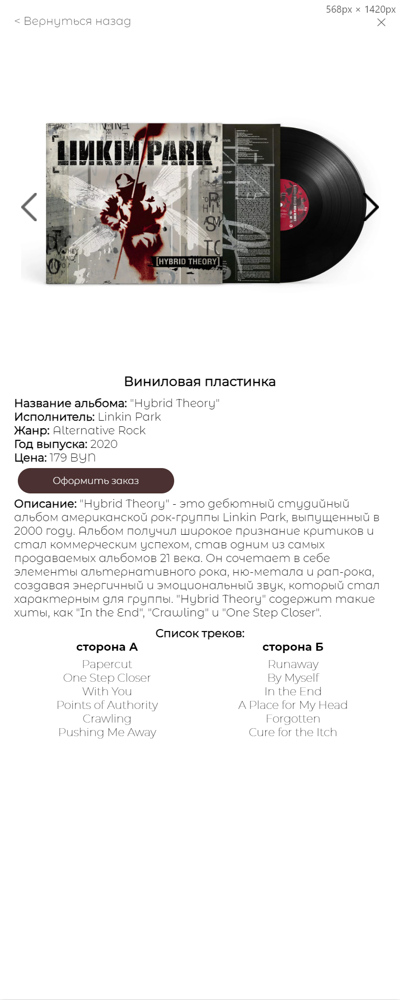 568px × 1420px
< Вернуться назад
LINKIN PARK
[HYBRID THEORY]
Виниловая пластинка
Название альбома: "Hybrid Theory"
Исполнитель: Linkin Park
Жанр: Alternative Rock
Год выпуска: 2020
Цена: 179 BYN
Оформить заказ
Описание: "Hybrid Theory" - это дебютный студийный
альбом американской рок-группы Linkin Park, выпущенный в
2000 году. Альбом получил широкое признание критиков и
стал коммерческим успехом, став одним из самых
продаваемых альбомов 21 века. Он сочетает в себе
элементы альтернативного рока, ню-метала и рап-рока,
создавая энергичный и эмоциональный звук, который стал
характерным для группы. "Hybrid Theory" содержит такие
хиты, как "In the End", "Crawling" и "One Step Closer".
Список треков:
сторона А
Papercut
One Step Closer
With You
Points of Authority
Crawling
Pushing Me Away
сторона Б
Runaway
By Myself
In the End
A Place for My Head
Forgotten
Cure for the Itch